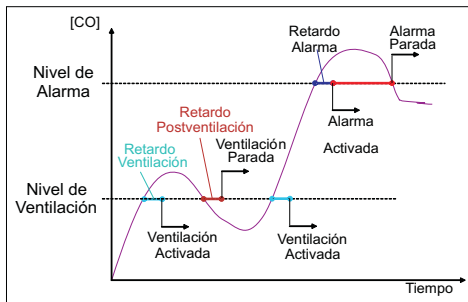 [CO]
Retardo
Alarma
Alarma
Parada
Nivel de
Alarma
Retardo
Postventilación
Alarma
Activada
Ventilación
Parada
Retardo
Ventilación
Nivel de
Ventilación
Ventilación
Activada
Ventilación
Activada
Tiempo